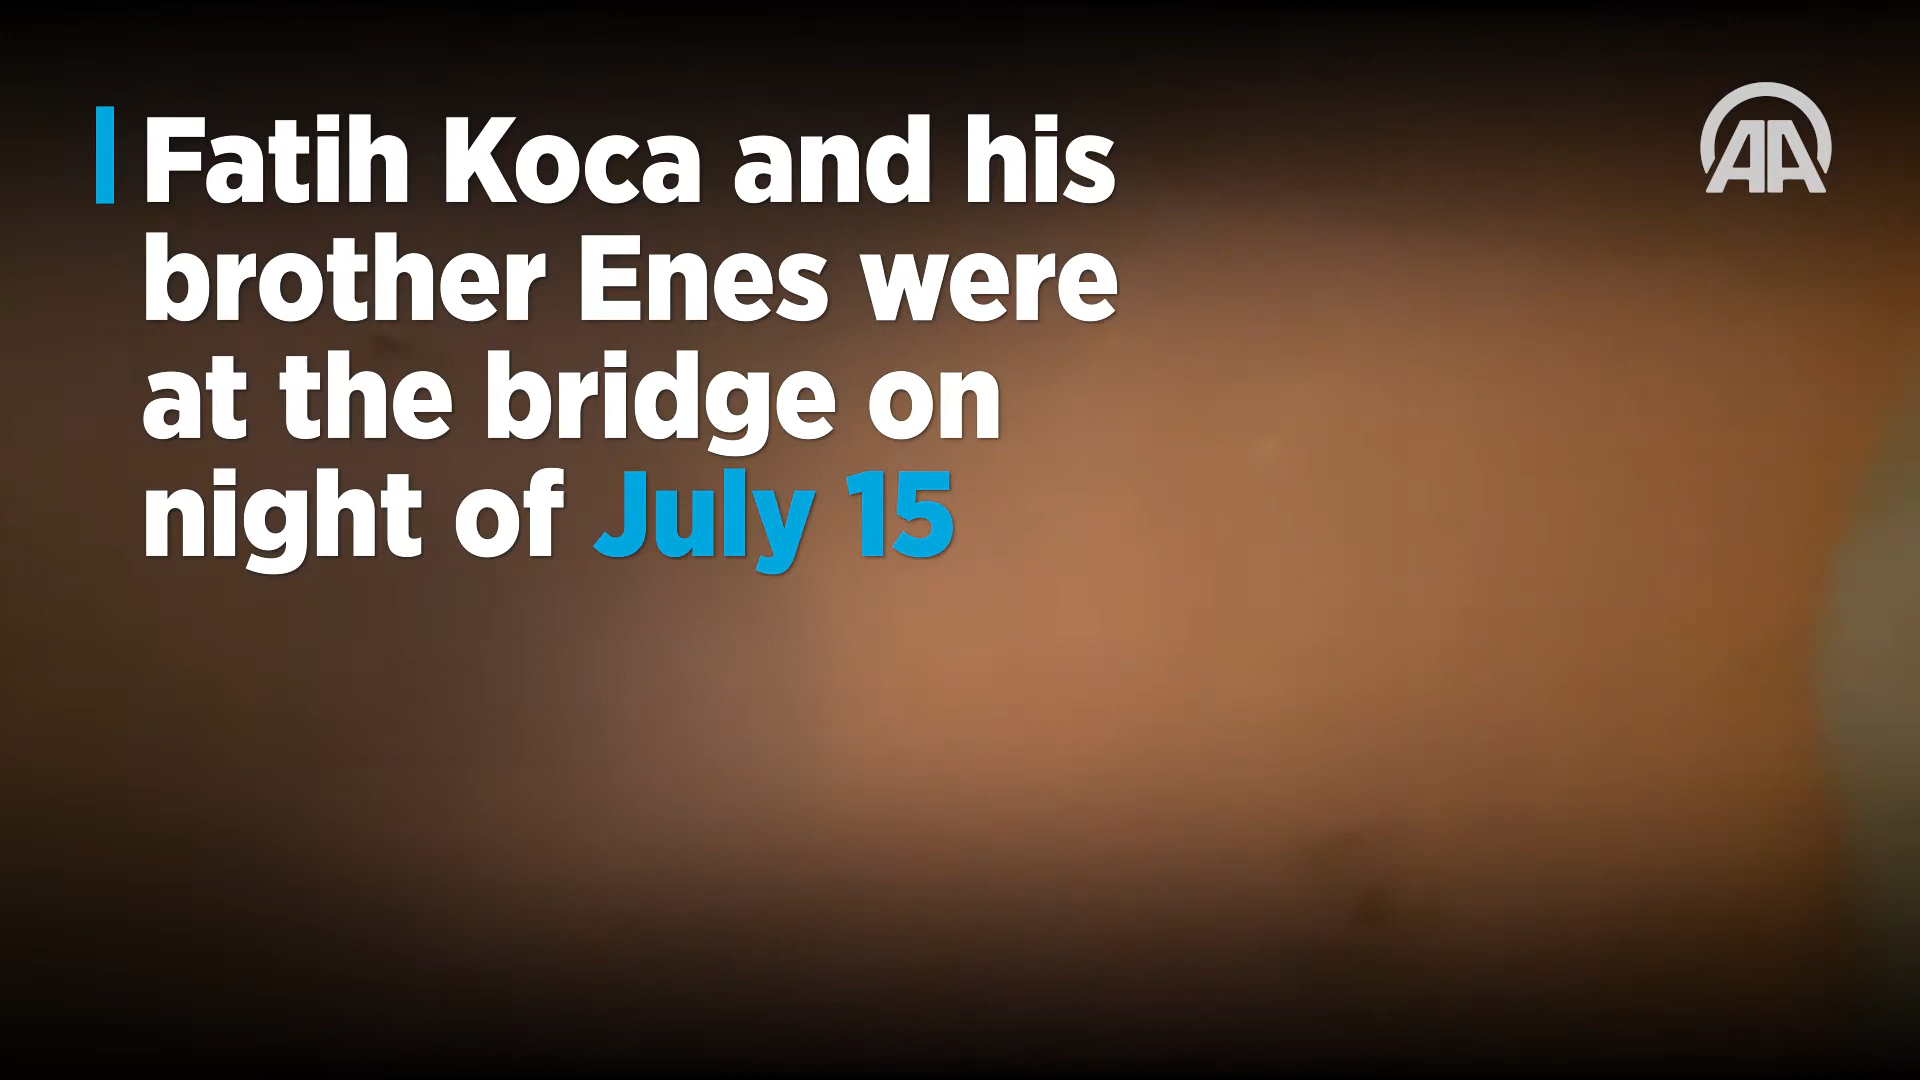 Fatih Koca and his
brother Enes were
at the bridge on
night of July 15
AA